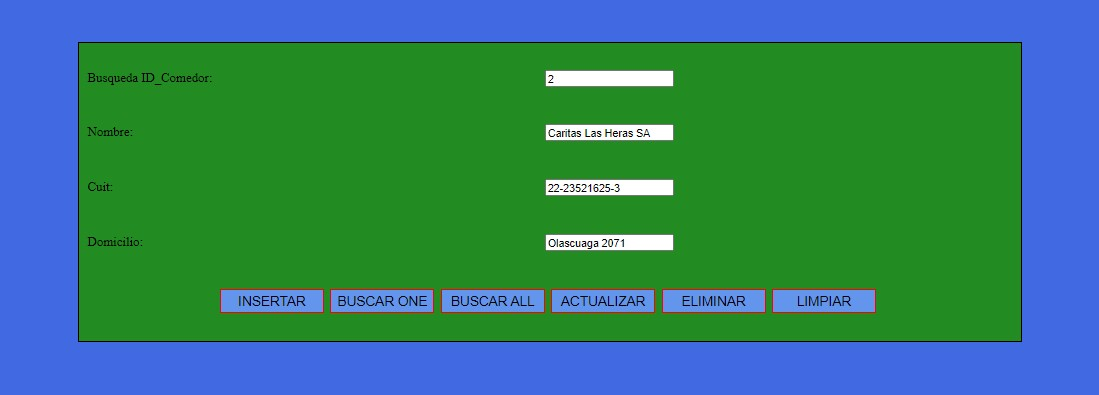 Busqueda ID_Comedor: 2
Nombre: Caritas Las Heras SA
Cuit: 22-23521625-3
Domicilio: Olascuaga 2071
INSERTAR BUSCAR ONE BUSCAR ALL ACTUALIZAR ELIMINAR LIMPIAR